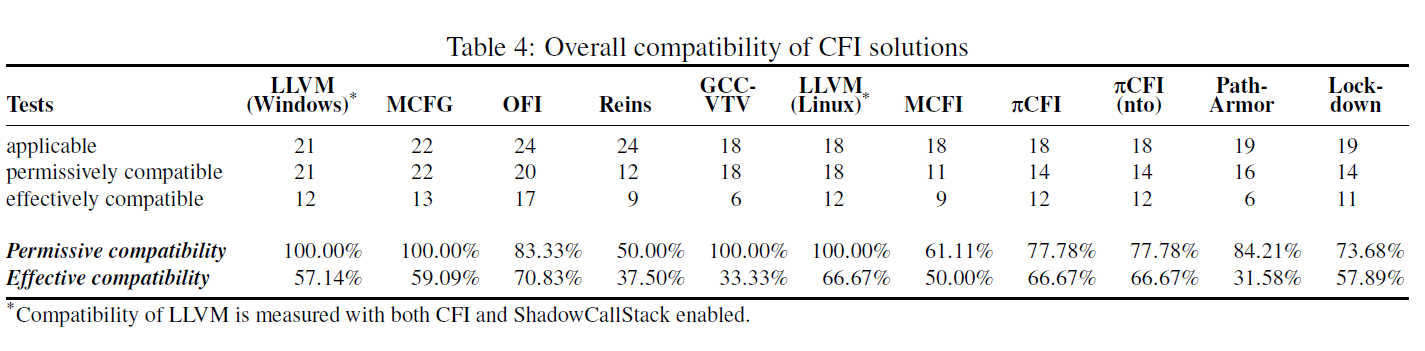 Table 4: Overall compatibility of CFI solutions
LLVM GCC- LLVM πCFI Path- Lock-
Tests (Windows)* MCFG OFI Reins VTV (Linux)* MCFI πCFI (nto) Armor down
applicable 21 22 24 24 18 18 18 18 18 19 19
permissively compatible 21 22 20 12 18 18 11 14 14 16 14
effectively compatible 12 13 17 9 6 12 9 12 12 6 11
Permissive compatibility 100.00% 100.00% 83.33% 50.00% 100.00% 100.00% 61.11% 77.78% 77.78% 84.21% 73.68%
Effective compatibility 57.14% 59.09% 70.83% 37.50% 33.33% 66.67% 50.00% 66.67% 66.67% 31.58% 57.89%
*Compatibility of LLVM is measured with both CFI and ShadowCallStack enabled.